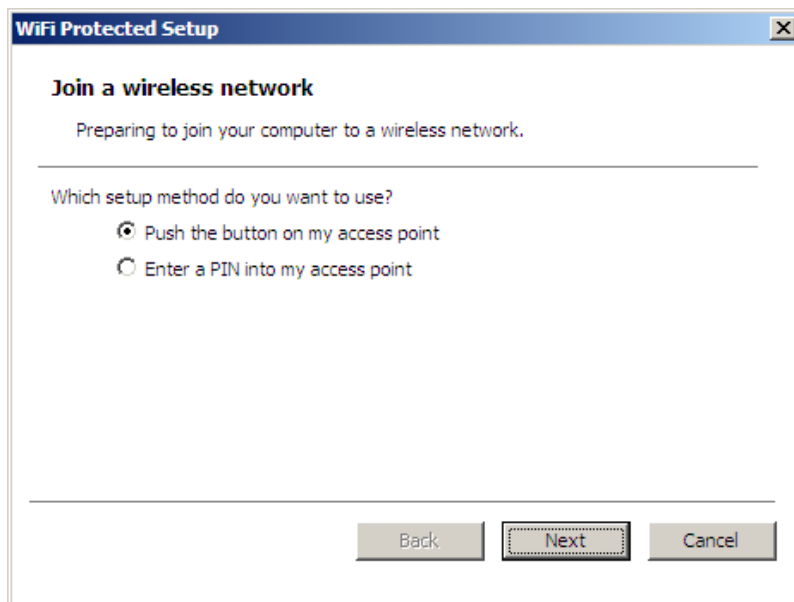 WiFi Protected Setup
Join a wireless network
Preparing to join your computer to a wireless network.
Which setup method do you want to use?
Push the button on my access point
Enter a PIN into my access point
Back Next Cancel